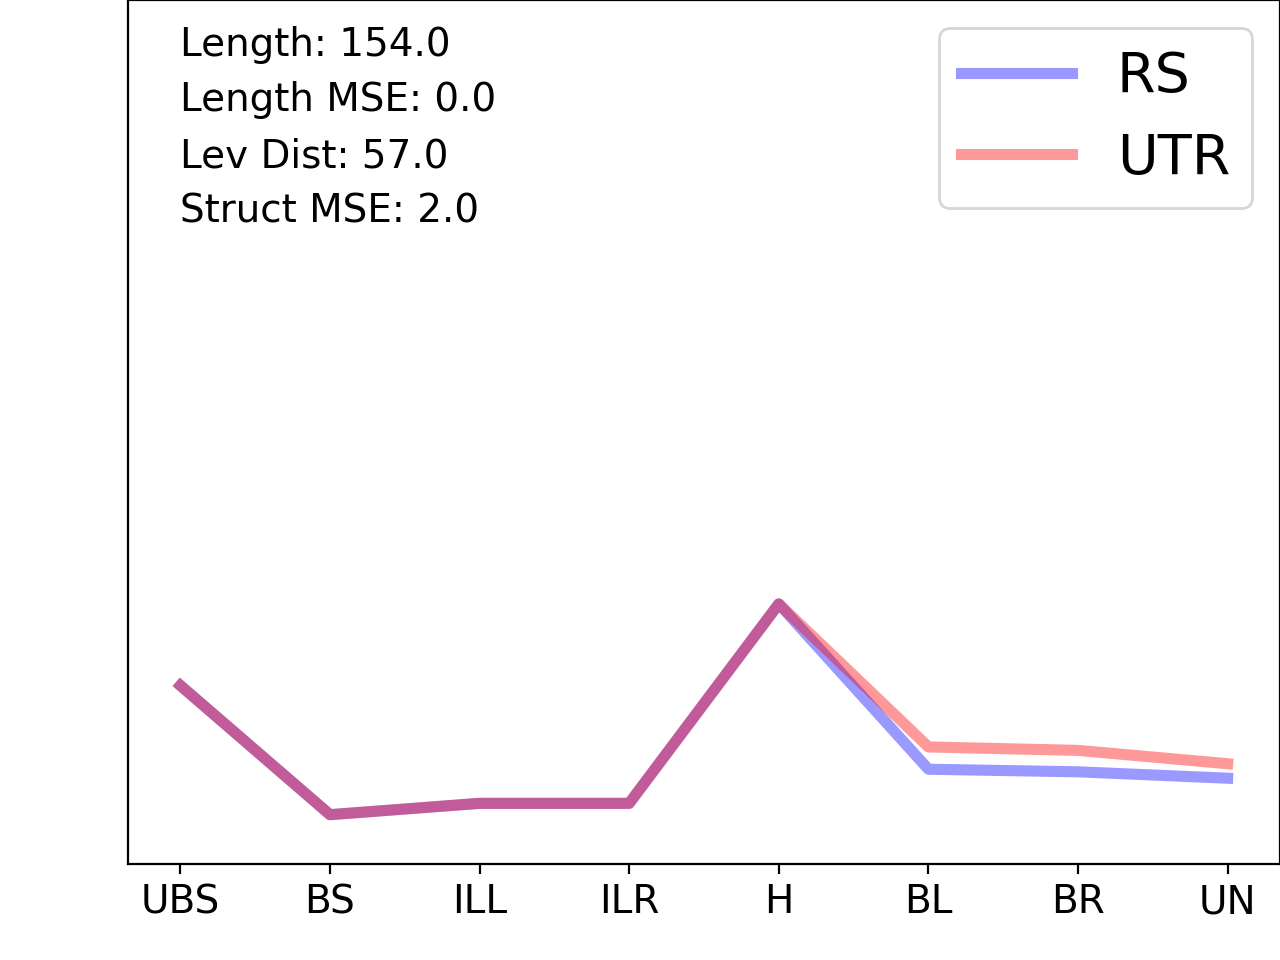 Length: 154.0
Length MSE: 0.0
Lev Dist: 57.0
Struct MSE: 2.0
RS
UTR
UBS BS ILL ILR H BL BR UN